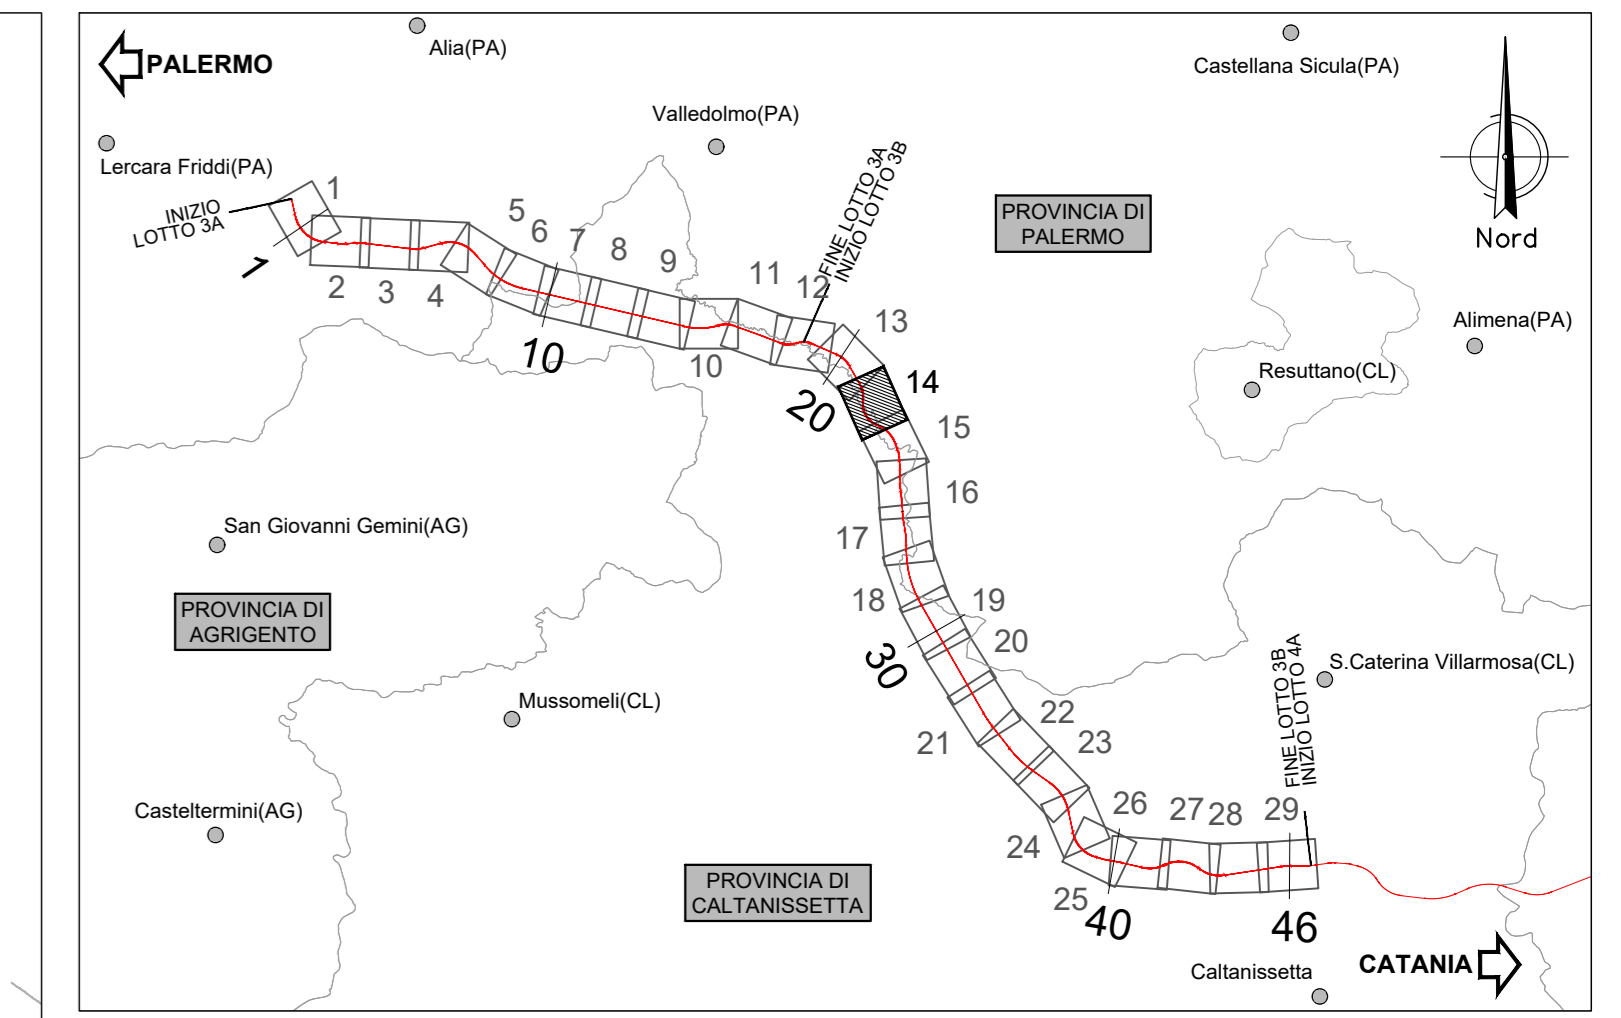 PALERMO
Alia(PA)
Castellana Sicula(PA)
Valledolmo(PA)
Lercara Friddi(PA)
INIZIO
LOTTO 3A
FINE LOTTO 3A
INIZIO LOTTO 3B
PROVINCIA DI
PALERMO
Nord
1
1
2
3
4
5
6
7
8
9
10
10
11
12
13
20
14
15
Alimena(PA)
Resuttano(CL)
16
17
San Giovanni Gemini(AG)
PROVINCIA DI
AGRIGENTO
18
19
20
30
Mussomeli(CL)
21
22
23
S.Caterina Villarmosa(CL)
FINE LOTTO 3B
INIZIO LOTTO 4A
Casteltermini(AG)
24
25
26
27
28
29
PROVINCIA DI
CALTANISSETTA
40
46
CATANIA
Caltanissetta